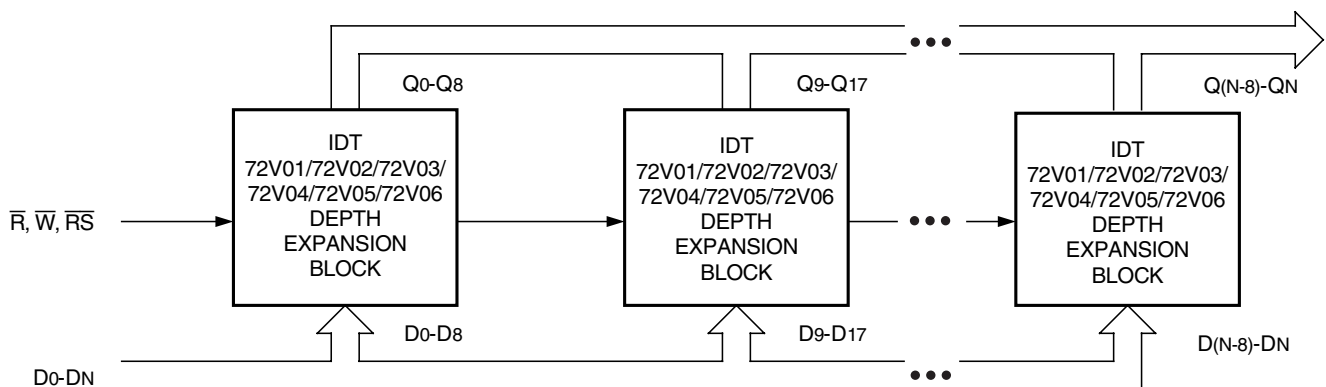 Q0-Q8
Q9-Q17
Q(N-8)-QN
IDT
72V01/72V02/72V03/
72V04/72V05/72V06
DEPTH
EXPANSION
BLOCK
IDT
72V01/72V02/72V03/
72V04/72V05/72V06
DEPTH
EXPANSION
BLOCK
IDT
72V01/72V02/72V03/
72V04/72V05/72V06
DEPTH
EXPANSION
BLOCK
R̅, W̅, R̅S̅
D0-D8
D9-D17
D(N-8)-DN
D0-DN